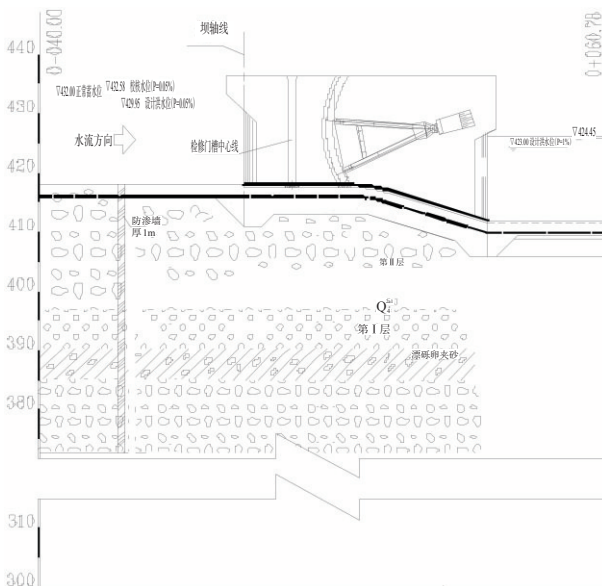 0-040.00
0+060.78
坝轴线
440
▽432.00 正常蓄水位
▽432.58 校核水位(P=0.05%)
▽429.95 设计洪水位(P=0.05%)
430
▽424.45
▽423.00 设计洪水位(P=1%)
水流方向
检修门槽中心线
420
防渗墙
厚1m
410
第Ⅱ层
400
第Ⅰ层
390
漂砾卵夹砂
380
310
300